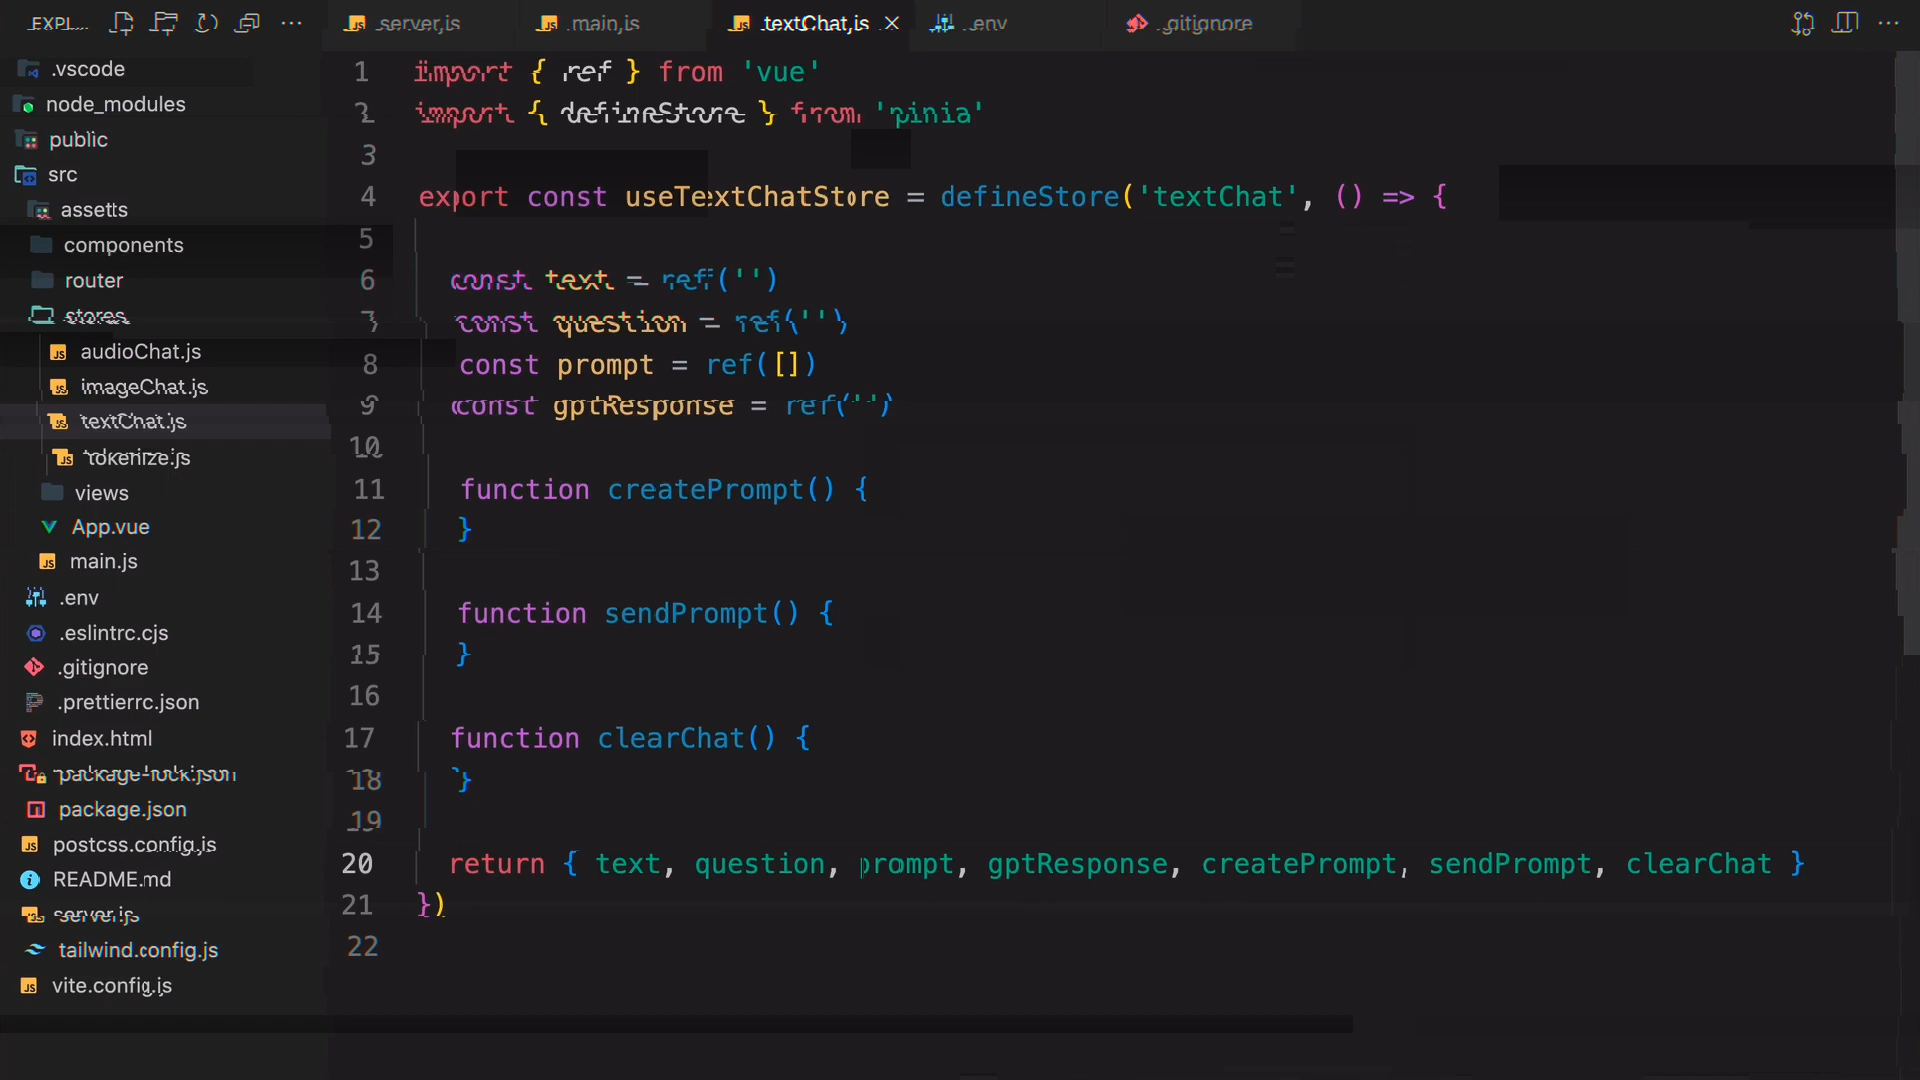 EXPL...
server.js
main.js
textChat.js
.env
.gitignore
.vscode
node_modules
public
src
assets
components
router
stores
audioChat.js
imageChat.js
textChat.js
tokenize.js
views
App.vue
main.js
.env
.eslintrc.cjs
.gitignore
.prettierrc.json
index.html
package-lock.json
package.json
postcss.config.js
README.md
server.js
tailwind.config.js
vite.config.js
1 import { ref } from 'vue'
2 import { defineStore } from 'pinia'
3
4 export const useTextChatStore = defineStore('textChat', () => {
5
6 const text = ref('')
7 const question = ref('')
8 const prompt = ref([])
9 const gptResponse = ref('')
10
11 function createPrompt() {
12 }
13
14 function sendPrompt() {
15 }
16
17 function clearChat() {
18 }
19
20 return { text, question, prompt, gptResponse, createPrompt, sendPrompt, clearChat }
21 })
22